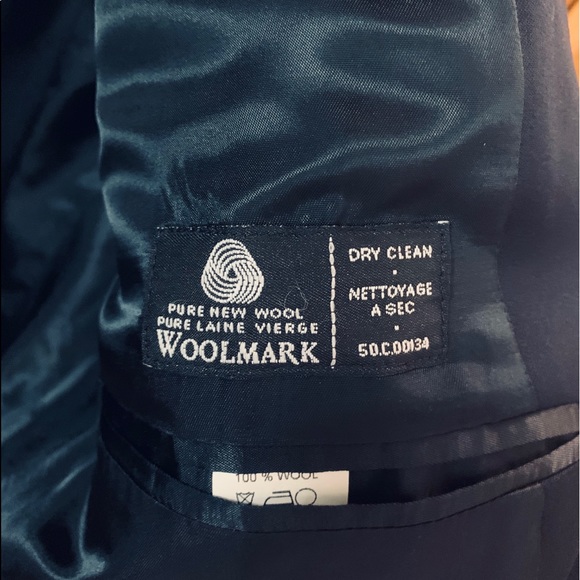 PURE NEW WOOL
PURE LAINE VIERGE
WOOLMARK
DRY CLEAN
NETTOYAGE
A SEC
50.C.00134
100 % WOOL